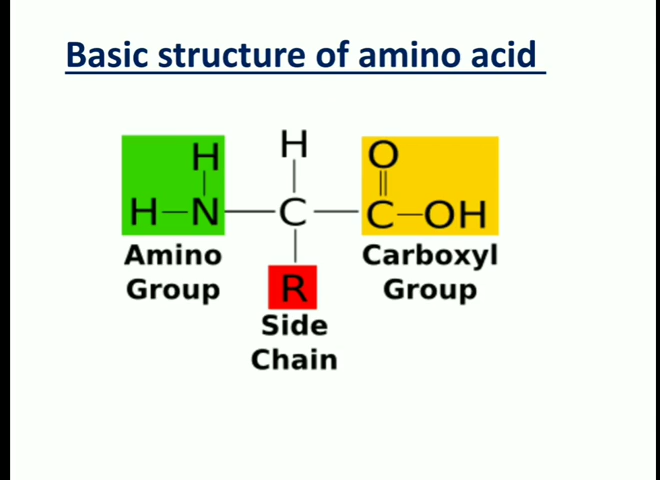 Basic structure of amino acid
H H O
H–N C C–OH
Amino Carboxyl
Group R Group
Side
Chain